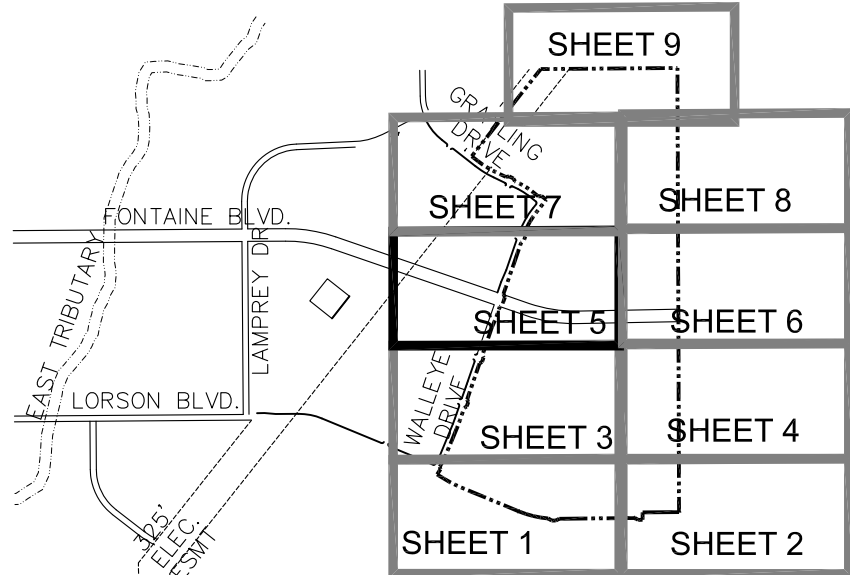 SHEET 9
GRAYLING
DRIVE
SHEET 7
SHEET 8
FONTAINE BLVD.
EAST TRIBUTARY
LAMPREY DR
SHEET 5
SHEET 6
LORSON BLVD.
WALLEYE
DRIVE
SHEET 3
SHEET 4
325'
ELEC.
ESMT
SHEET 1
SHEET 2